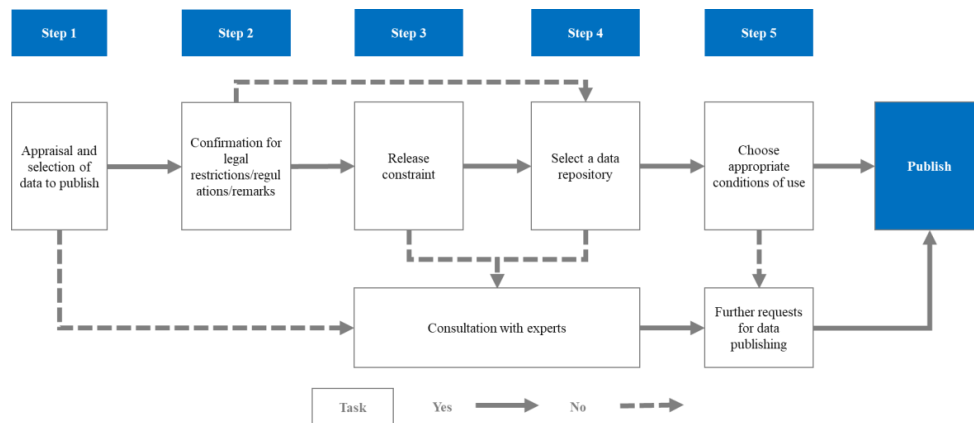 Step 1
Step 2
Step 3
Step 4
Step 5
Appraisal and
selection of
data to publish
Confirmation for
legal
restrictions/regul
ations/remarks
Release
constraint
Select a data
repository
Choose
appropriate
conditions of use
Publish
Consultation with experts
Further requests
for data
publishing
Task
Yes
No